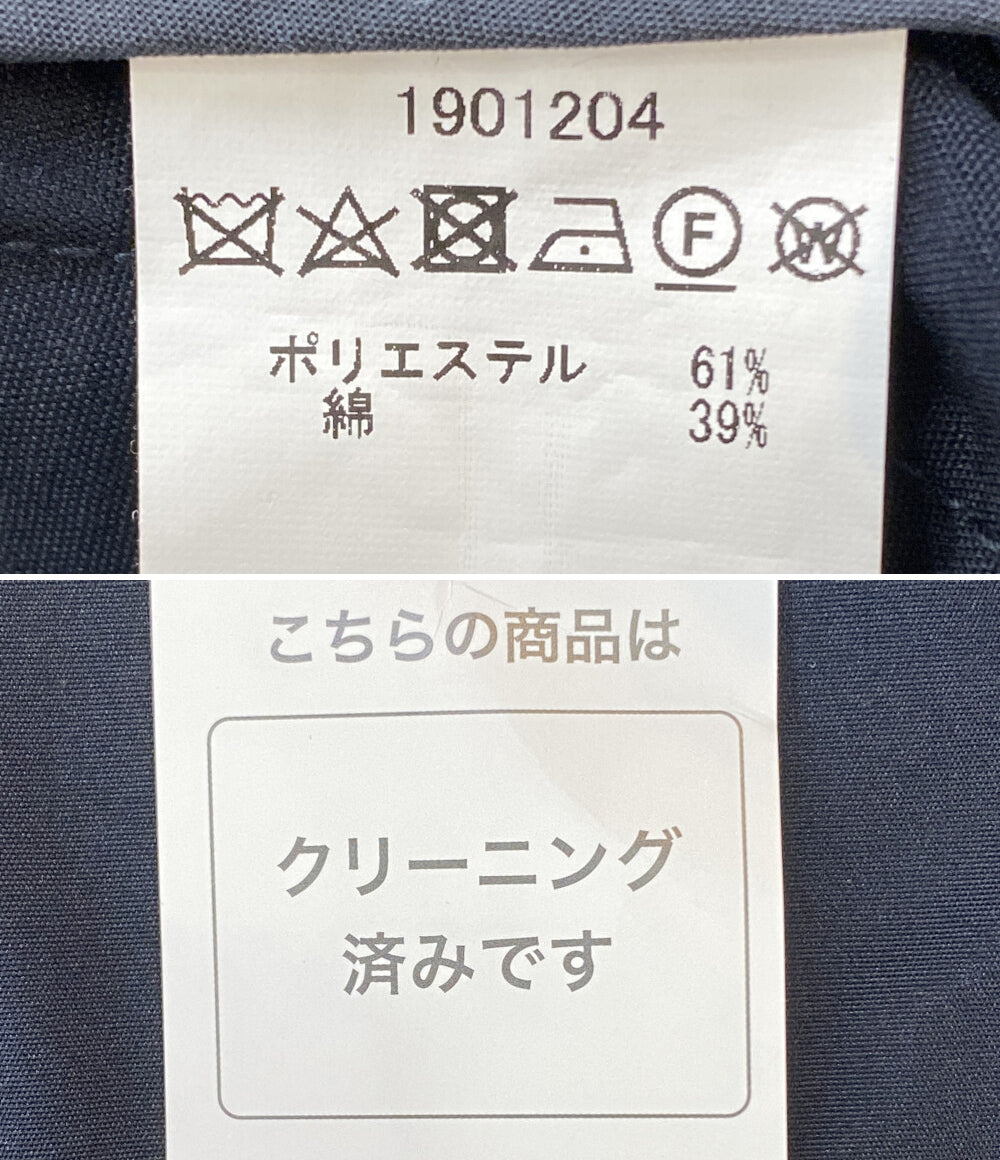 1901204
F W
ポリエステル 61%
綿 39%
こちらの商品は
クリーニング
済みです